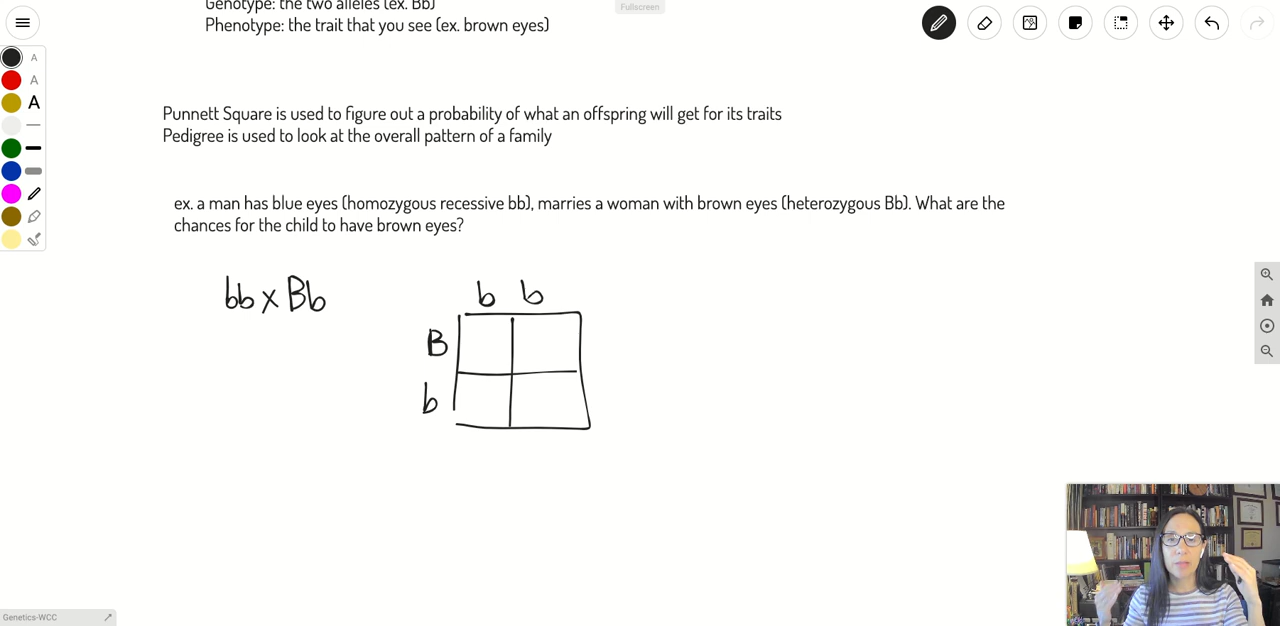 Genotype: the two alleles (ex. Bb)
Fullscreen
Phenotype: the trait that you see (ex. brown eyes)
A
A
A
Punnett Square is used to figure out a probability of what an offspring will get for its traits
Pedigree is used to look at the overall pattern of a family
ex. a man has blue eyes (homozygous recessive bb), marries a woman with brown eyes (heterozygous Bb). What are the
chances for the child to have brown eyes?
bb x Bb
b b
B
b
Genetics-WCC